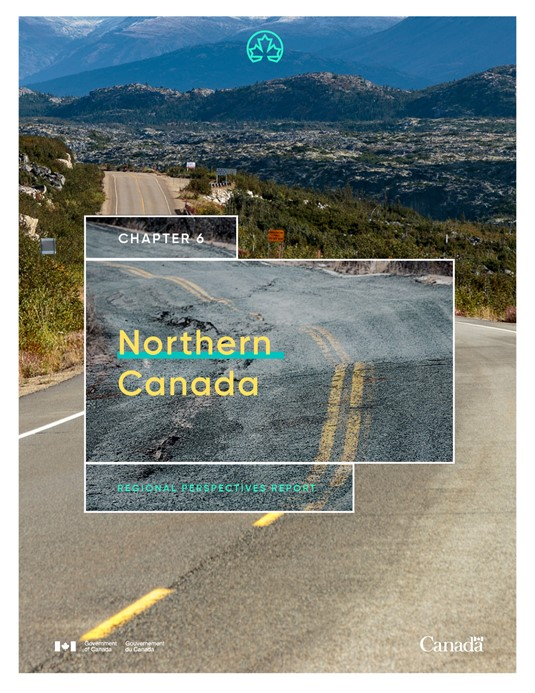 CHAPTER 6
Northern
Canada
REGIONAL PERSPECTIVES REPORT
Government Gouvernement
of Canada du Canada
Canada